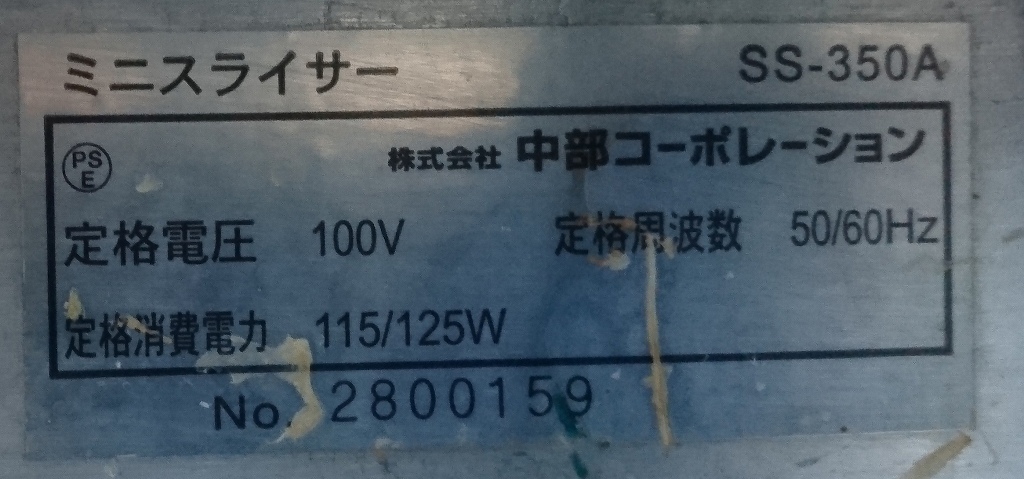 ミニスライサー SS-350A
PS
E
株式会社 中部コーポレーション
定格電圧 100V 定格周波数 50/60Hz
定格消費電力 115/125W
No. 2800159